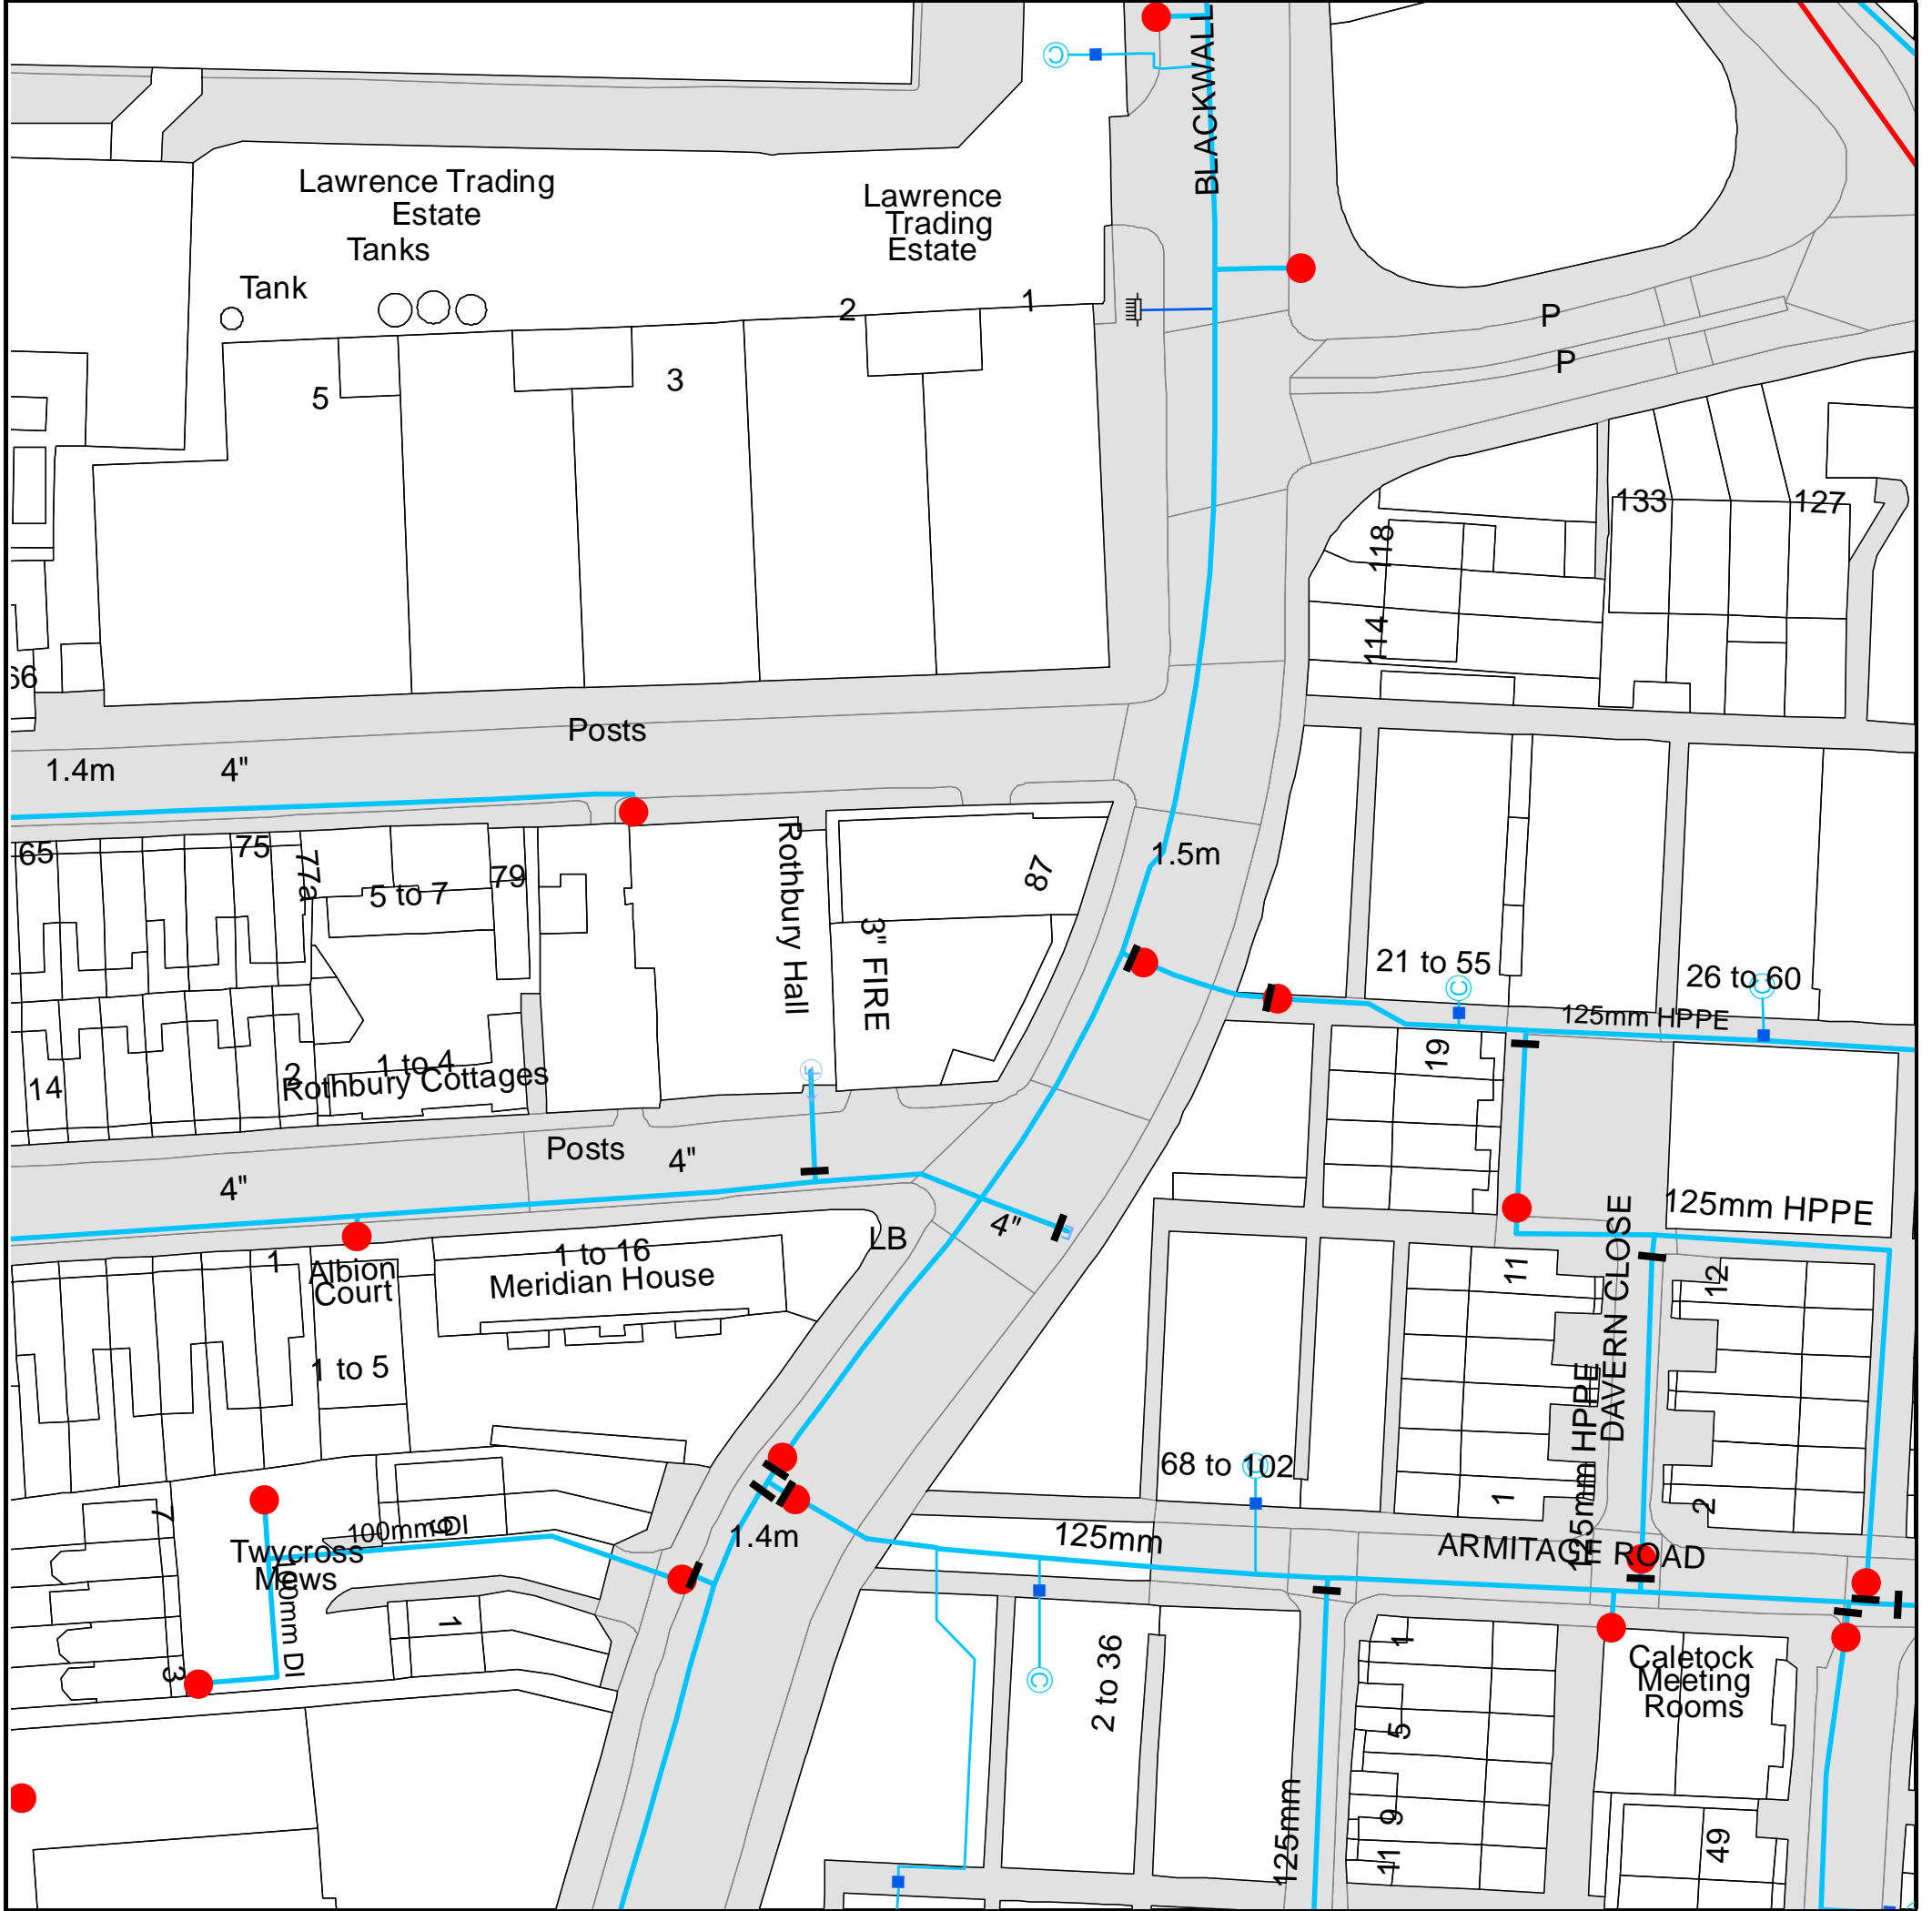 BLACKWALL
C
Lawrence Trading
Estate
Tanks
Tank
Lawrence
Trading
Estate
1
2
3
5
P
P
133
127
118
114
66
Posts
1.4m
4"
65
75
77a
5 to 7
79
Rothbury Hall
3" FIRE
87
1.5m
21 to 55
C
26 to 60
C
125mm HPPE
19
14
2
1 to 4
Rothbury Cottages
Posts
4"
4"
4"
LB
1
Albion
Court
1 to 16
Meridian House
1 to 5
125mm HPPE
11
12
DAVERN CLOSE
125mm HPPE
68 to 102
1
2
7
100mm DI
9
Twycross
Mews
100mm DI
1.4m
125mm
ARMITAGE ROAD
1
3
C
2 to 36
1
5
9
11
125mm
Caletock
Meeting
Rooms
49